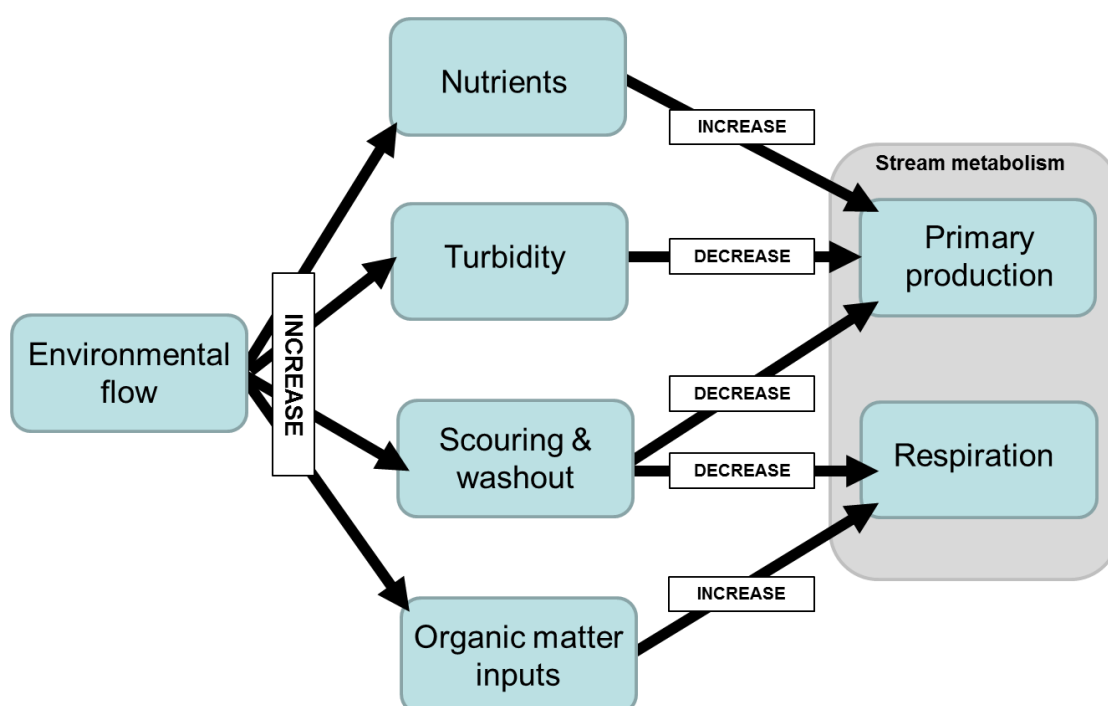 Nutrients
INCREASE
Stream metabolism
Primary
production
Turbidity
DECREASE
INCREASE
Environmental
flow
DECREASE
Scouring &
washout
DECREASE
Respiration
INCREASE
Organic matter
inputs